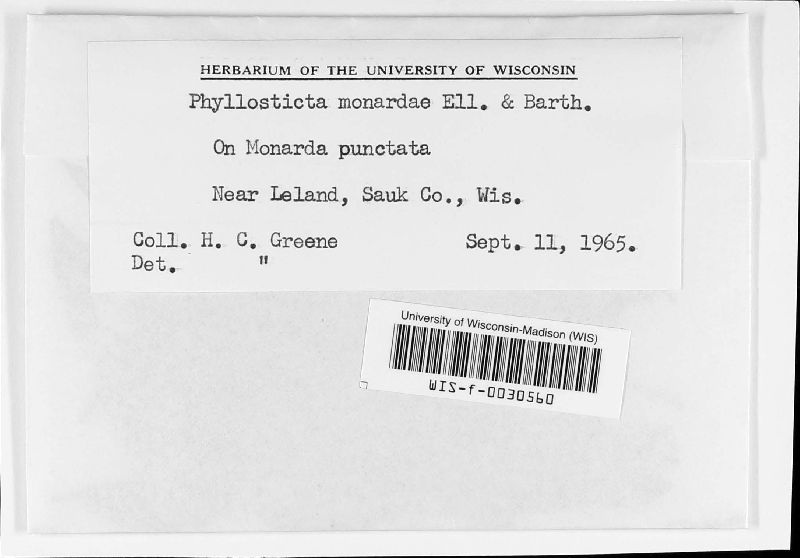 HERBARIUM OF THE UNIVERSITY OF WISCONSIN
Phyllosticta monardae Ell. & Barth.
On Monarda punctata
Near Leland, Sauk Co., Wis.
Coll. H. C. Greene Sept. 11, 1965.
Det. "
University of Wisconsin-Madison (WIS)
WIS-f-0030560